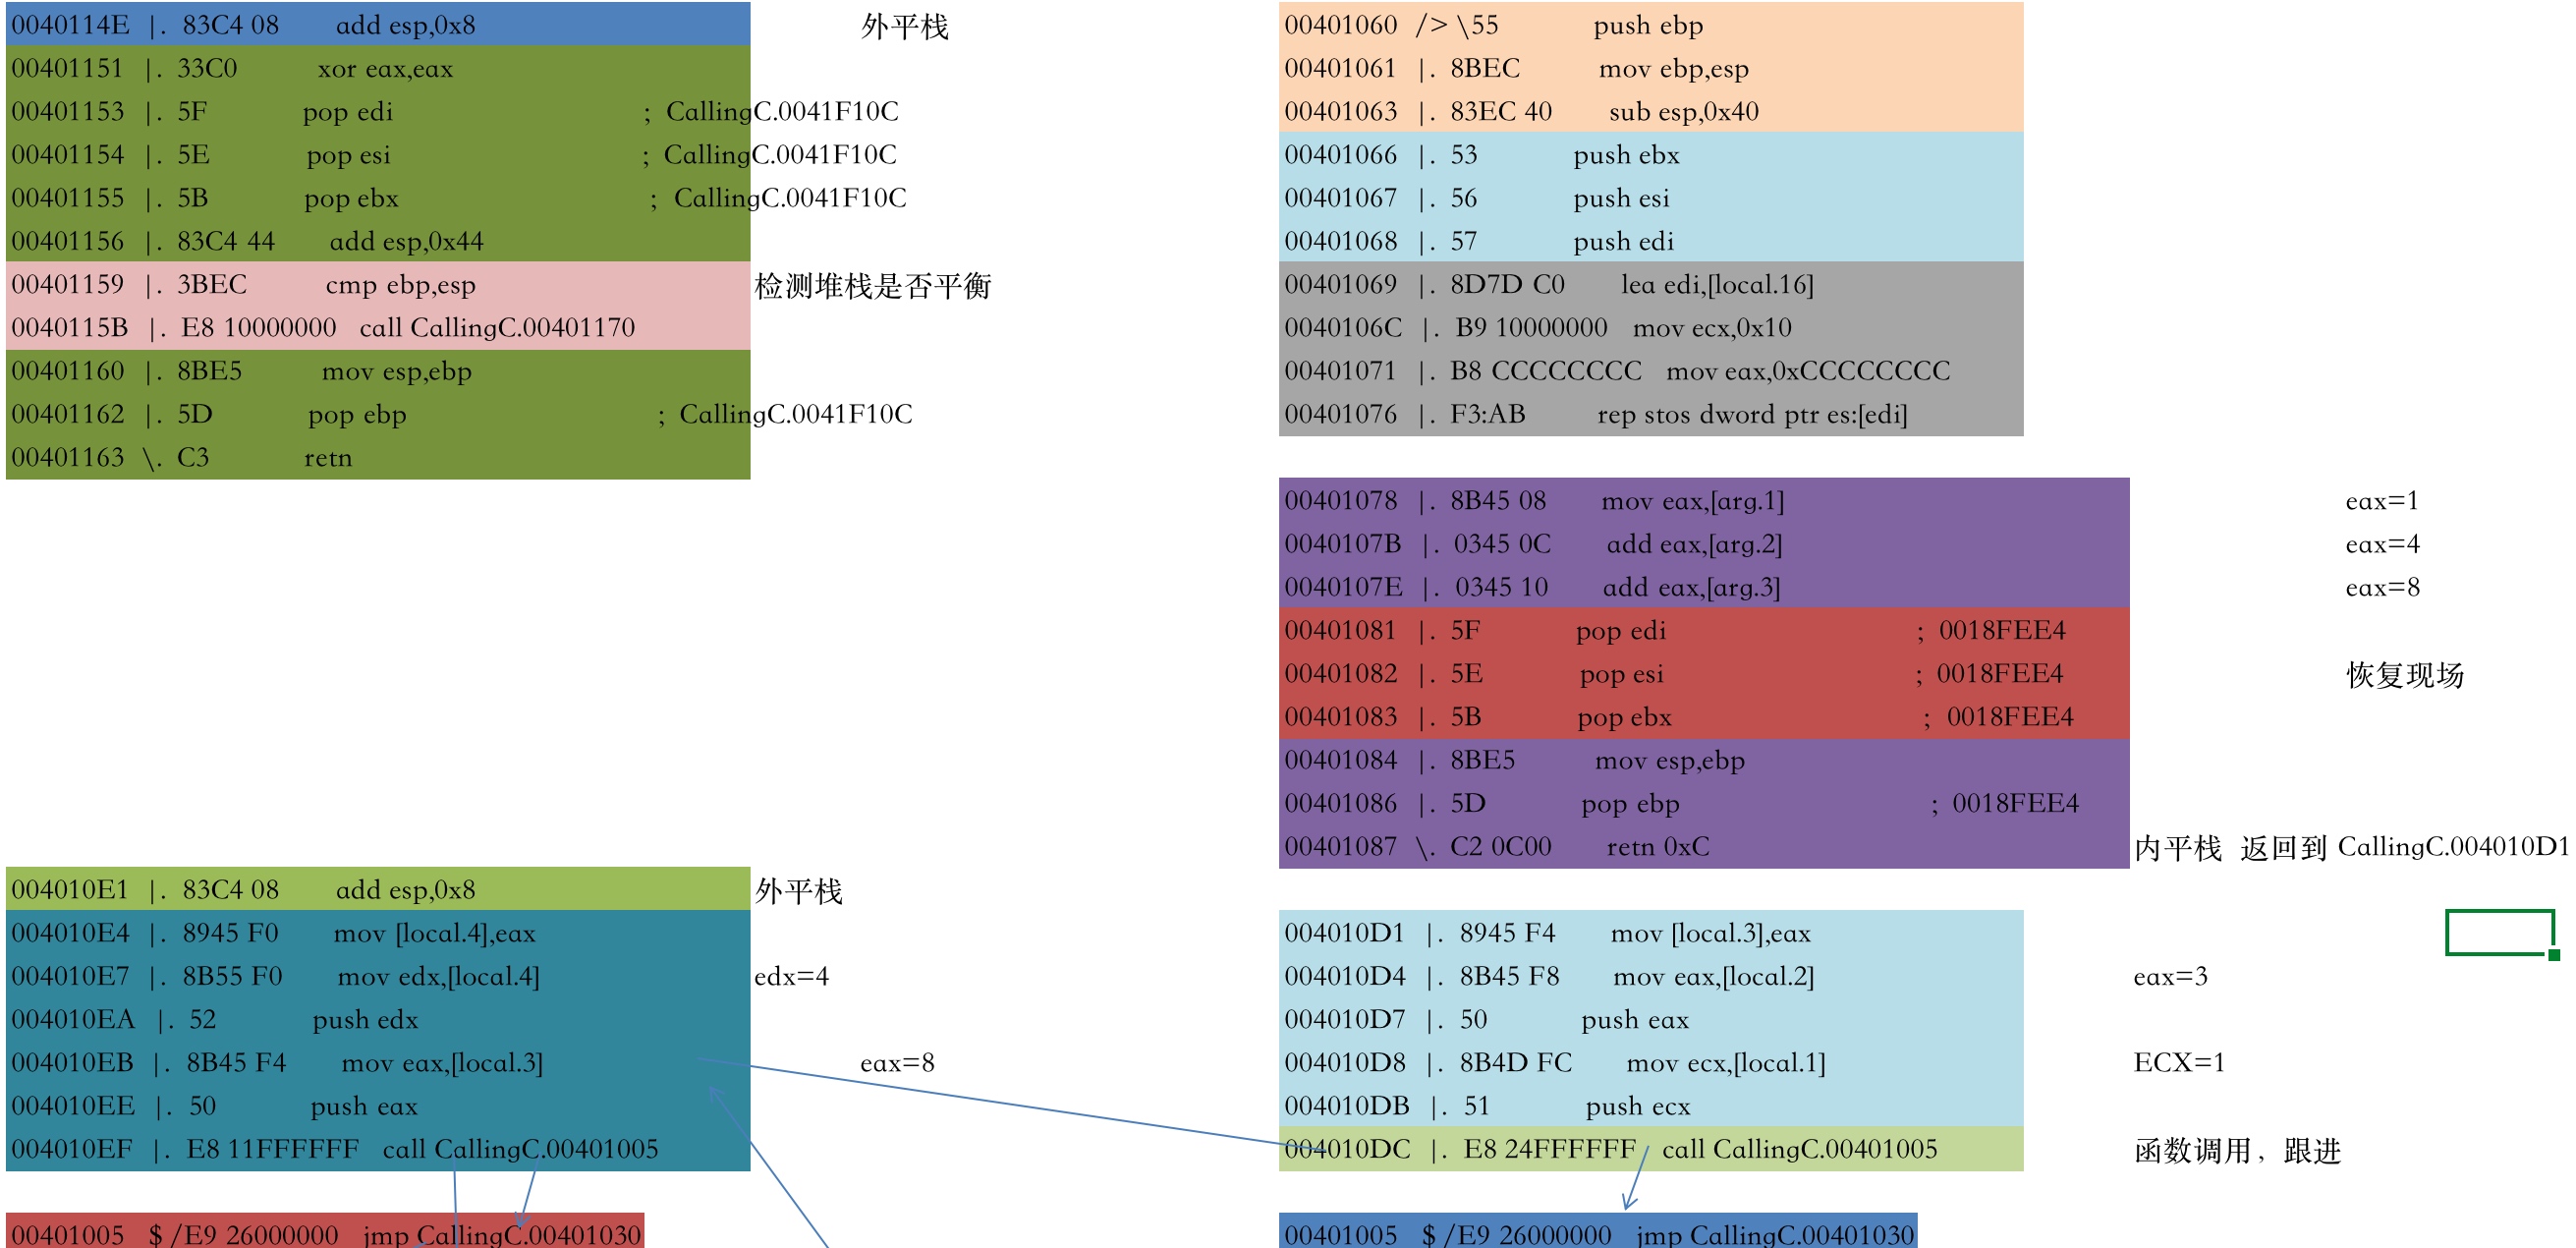 0040114E |. 83C4 08 add esp,0x8 外平栈
00401151 |. 33C0 xor eax,eax
00401153 |. 5F pop edi ; CallingC.0041F10C
00401154 |. 5E pop esi ; CallingC.0041F10C
00401155 |. 5B pop ebx ; CallingC.0041F10C
00401156 |. 83C4 44 add esp,0x44
00401159 |. 3BEC cmp ebp,esp 检测堆栈是否平衡
0040115B |. E8 10000000 call CallingC.00401170
00401160 |. 8BE5 mov esp,ebp
00401162 |. 5D pop ebp ; CallingC.0041F10C
00401163 \. C3 retn
004010E1 |. 83C4 08 add esp,0x8 外平栈
004010E4 |. 8945 F0 mov [local.4],eax
004010E7 |. 8B55 F0 mov edx,[local.4] edx=4
004010EA |. 52 push edx
004010EB |. 8B45 F4 mov eax,[local.3] eax=8
004010EE |. 50 push eax
004010EF |. E8 11FFFFFF call CallingC.00401005
00401005 $ /E9 26000000 jmp CallingC.00401030
00401060 /> \55 push ebp
00401061 |. 8BEC mov ebp,esp
00401063 |. 83EC 40 sub esp,0x40
00401066 |. 53 push ebx
00401067 |. 56 push esi
00401068 |. 57 push edi
00401069 |. 8D7D C0 lea edi,[local.16]
0040106C |. B9 10000000 mov ecx,0x10
00401071 |. B8 CCCCCCCC mov eax,0xCCCCCCCC
00401076 |. F3:AB rep stos dword ptr es:[edi]
00401078 |. 8B45 08 mov eax,[arg.1] eax=1
0040107B |. 0345 0C add eax,[arg.2] eax=4
0040107E |. 0345 10 add eax,[arg.3] eax=8
00401081 |. 5F pop edi ; 0018FEE4
00401082 |. 5E pop esi ; 0018FEE4 恢复现场
00401083 |. 5B pop ebx ; 0018FEE4
00401084 |. 8BE5 mov esp,ebp
00401086 |. 5D pop ebp ; 0018FEE4
00401087 \. C2 0C00 retn 0xC 内平栈 返回到 CallingC.004010D1
004010D1 |. 8945 F4 mov [local.3],eax
004010D4 |. 8B45 F8 mov eax,[local.2] eax=3
004010D7 |. 50 push eax
004010D8 |. 8B4D FC mov ecx,[local.1] ECX=1
004010DB |. 51 push ecx
004010DC |. E8 24FFFFFF call CallingC.00401005 函数调用，跟进
00401005 $ /E9 26000000 jmp CallingC.00401030